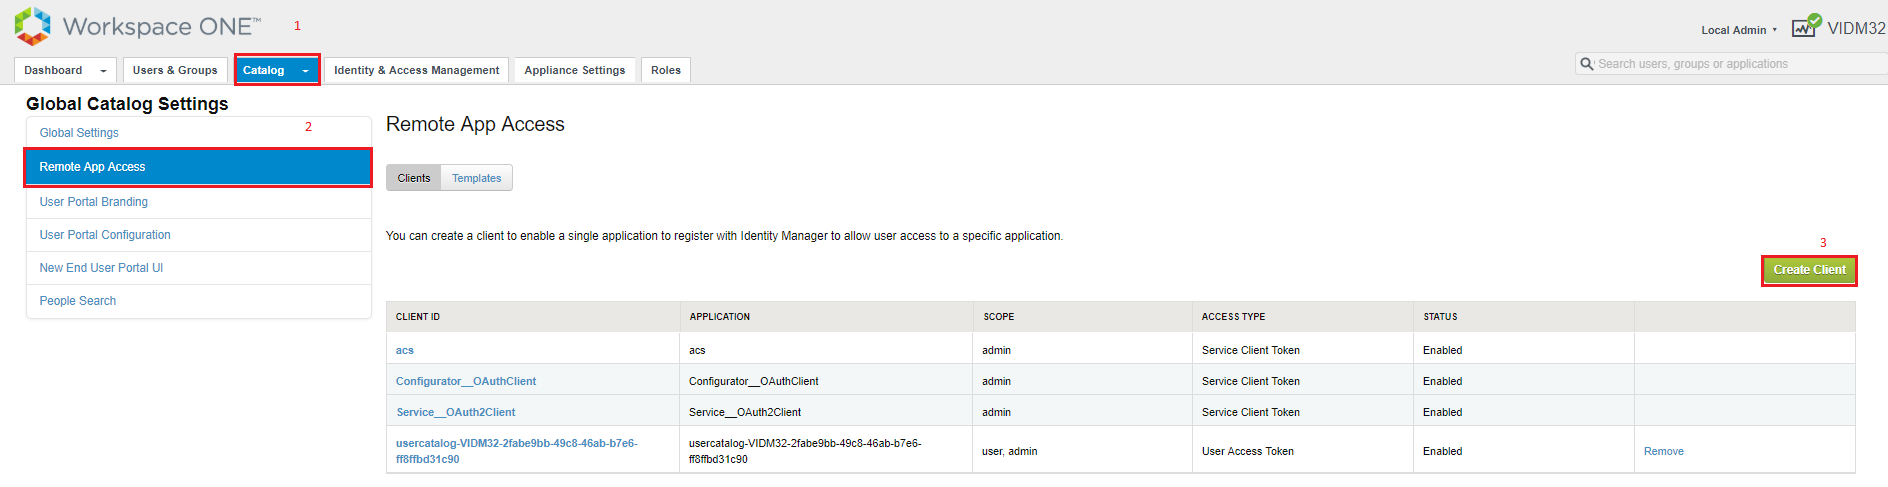 Workspace ONE™
1
Local Admin
VIDM32
Dashboard
Users & Groups
Catalog
Identity & Access Management
Appliance Settings
Roles
Search users, groups or applications
Global Catalog Settings
2
Global Settings
Remote App Access
User Portal Branding
User Portal Configuration
New End User Portal UI
People Search
Remote App Access
Clients
Templates
You can create a client to enable a single application to register with Identity Manager to allow user access to a specific application.
3
Create Client
CLIENT ID
APPLICATION
SCOPE
ACCESS TYPE
STATUS
acs
acs
admin
Service Client Token
Enabled
Configurator__OAuthClient
Configurator__OAuthClient
admin
Service Client Token
Enabled
Service__OAuth2Client
Service__OAuth2Client
admin
Service Client Token
Enabled
usercatalog-VIDM32-2fabe9bb-49c8-46ab-b7e6-
ff8ffbd31c90
usercatalog-VIDM32-2fabe9bb-49c8-46ab-b7e6-
ff8ffbd31c90
user, admin
User Access Token
Enabled
Remove